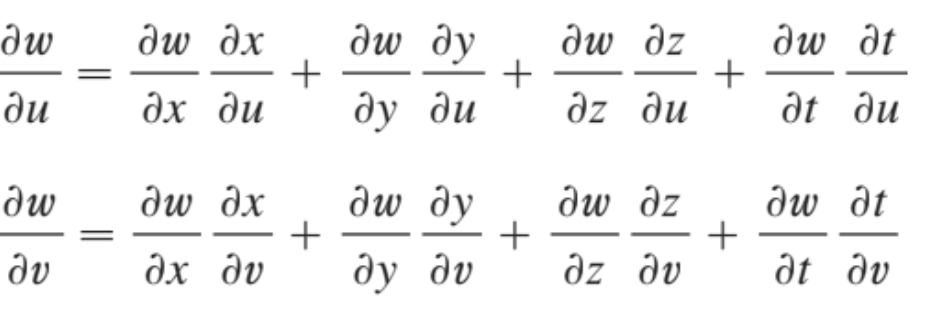 ∂w/∂u = ∂w/∂x ∂x/∂u + ∂w/∂y ∂y/∂u + ∂w/∂z ∂z/∂u + ∂w/∂t ∂t/∂u
∂w/∂v = ∂w/∂x ∂x/∂v + ∂w/∂y ∂y/∂v + ∂w/∂z ∂z/∂v + ∂w/∂t ∂t/∂v